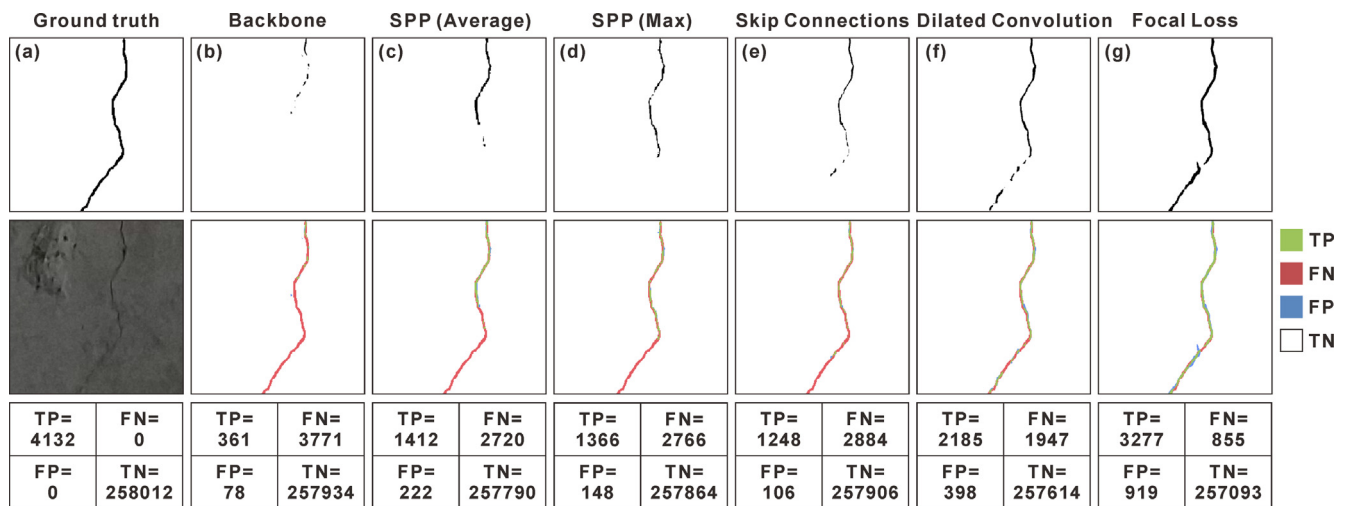 Ground truth Backbone SPP (Average) SPP (Max) Skip Connections Dilated Convolution Focal Loss
(a) (b) (c) (d) (e) (f) (g)
TP
FN
FP
TN
TP= FN= TP= FN= TP= FN= TP= FN= TP= FN= TP= FN= TP= FN=
4132 0 361 3771 1412 2720 1366 2766 1248 2884 2185 1947 3277 855
FP= TN= FP= TN= FP= TN= FP= TN= FP= TN= FP= TN= FP= TN=
0 258012 78 257934 222 257790 148 257864 106 257906 398 257614 919 257093